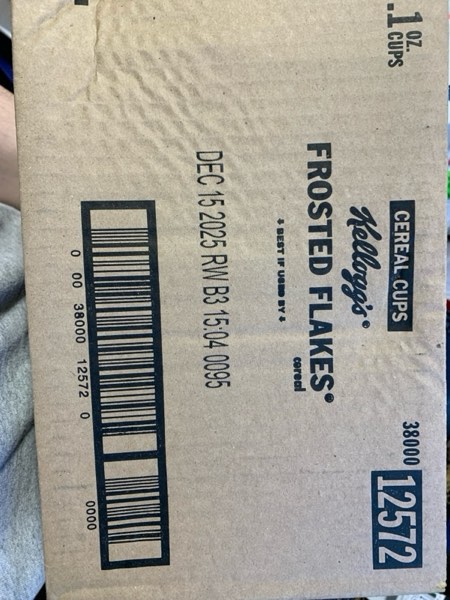 .1 OZ.
CUPS
CEREAL CUPS
38000 12572
Kellogg's®
FROSTED FLAKES®
cereal
↓ BEST IF USED BY ↓
DEC 15 2025 RW B3 15:04 0095
0 00 38000 12572 0 0000